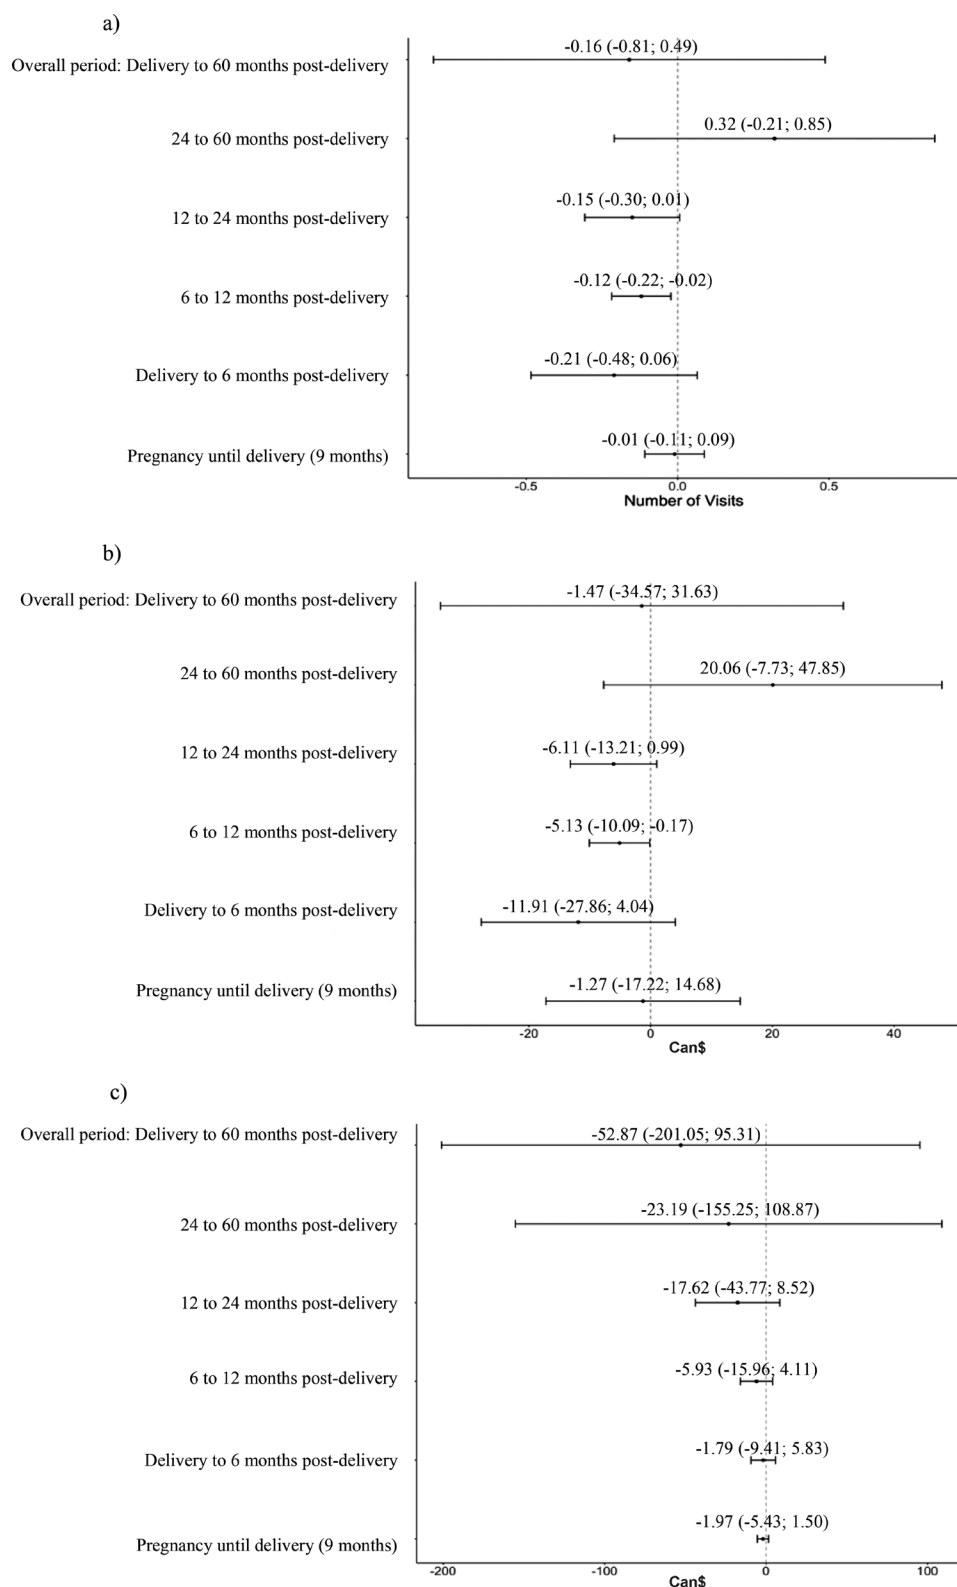 a)
-0.16 (-0.81; 0.49)
Overall period: Delivery to 60 months post-delivery
0.32 (-0.21; 0.85)
24 to 60 months post-delivery
-0.15 (-0.30; 0.01)
12 to 24 months post-delivery
-0.12 (-0.22; -0.02)
6 to 12 months post-delivery
-0.21 (-0.48; 0.06)
Delivery to 6 months post-delivery
-0.01 (-0.11; 0.09)
Pregnancy until delivery (9 months)
-0.5 0.0 0.5
Number of Visits
b)
-1.47 (-34.57; 31.63)
Overall period: Delivery to 60 months post-delivery
20.06 (-7.73; 47.85)
24 to 60 months post-delivery
-6.11 (-13.21; 0.99)
12 to 24 months post-delivery
-5.13 (-10.09; -0.17)
6 to 12 months post-delivery
-11.91 (-27.86; 4.04)
Delivery to 6 months post-delivery
-1.27 (-17.22; 14.68)
Pregnancy until delivery (9 months)
-20 0 20 40
Can$
c)
-52.87 (-201.05; 95.31)
Overall period: Delivery to 60 months post-delivery
-23.19 (-155.25; 108.87)
24 to 60 months post-delivery
-17.62 (-43.77; 8.52)
12 to 24 months post-delivery
-5.93 (-15.96; 4.11)
6 to 12 months post-delivery
-1.79 (-9.41; 5.83)
Delivery to 6 months post-delivery
-1.97 (-5.43; 1.50)
Pregnancy until delivery (9 months)
-200 -100 0 100
Can$